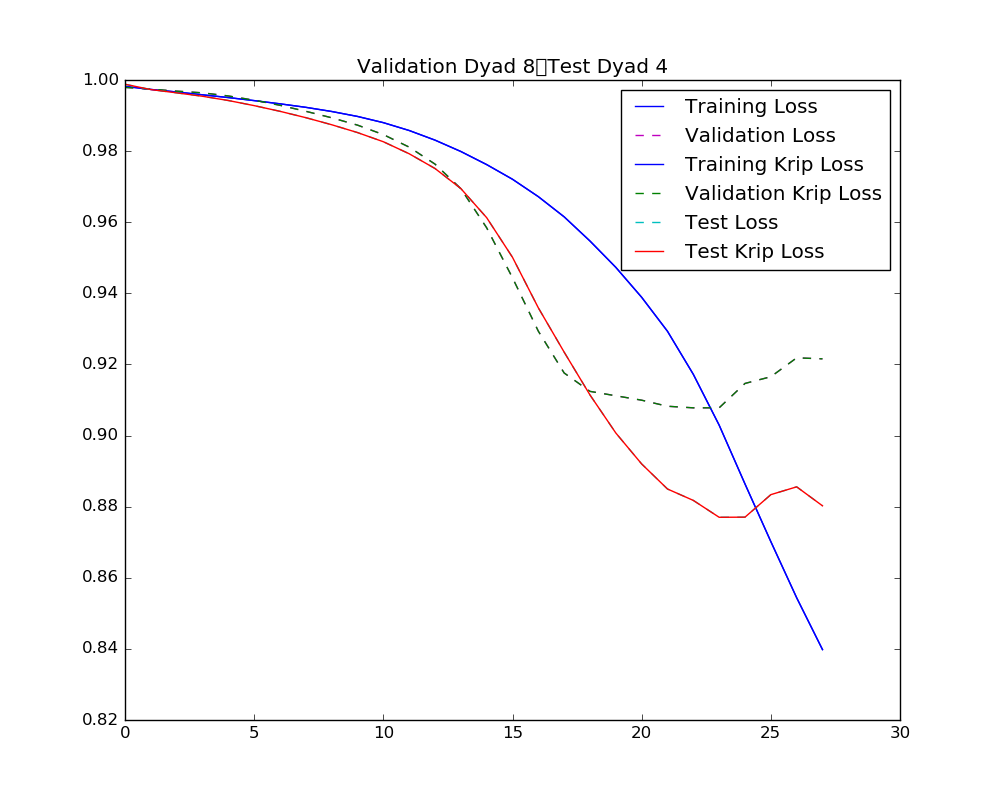 Validation Dyad 8▯Test Dyad 4
1.00
0.98
0.96
0.94
0.92
0.90
0.88
0.86
0.84
0.82
0 5 10 15 20 25 30
Training Loss
Validation Loss
Training Krip Loss
Validation Krip Loss
Test Loss
Test Krip Loss